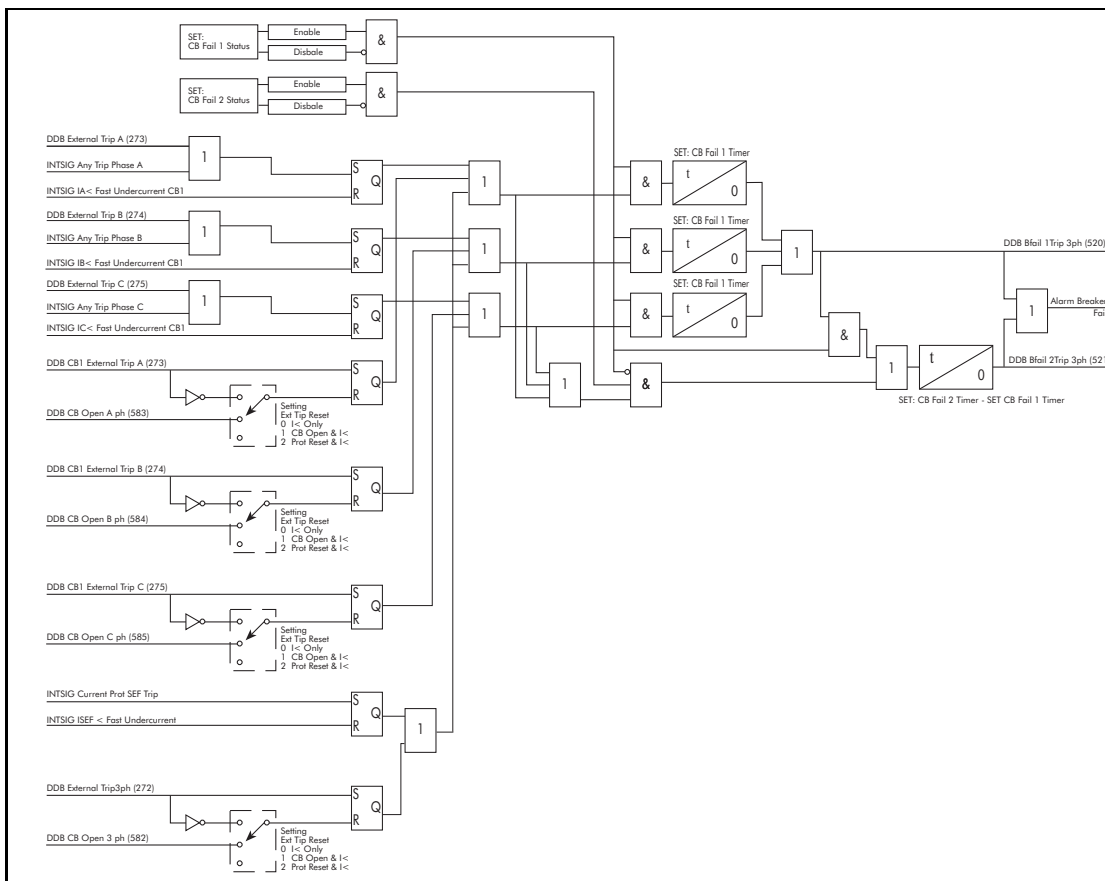 SET:
CB Fail 1 Status
Enable
Disbale
&
SET:
CB Fail 2 Status
Enable
Disbale
&
DDB External Trip A (273)
INTSIG Any Trip Phase A
1
INTSIG IA< Fast Undercurrent CB1
S
Q
R
1
DDB External Trip B (274)
INTSIG Any Trip Phase B
1
INTSIG IB< Fast Undercurrent CB1
S
Q
R
1
DDB External Trip C (275)
INTSIG Any Trip Phase C
1
INTSIG IC< Fast Undercurrent CB1
S
Q
R
1
SET: CB Fail 1 Timer
&
t
0
SET: CB Fail 1 Timer
&
t
0
SET: CB Fail 1 Timer
&
t
0
1
DDB Bfail 1Trip 3ph (520)
1
Alarm Breaker
Fai
&
1
&
1
t
0
DDB Bfail 2Trip 3ph (521
SET: CB Fail 2 Timer - SET CB Fail 1 Timer
DDB CB1 External Trip A (273)
S
Q
R
DDB CB Open A ph (583)
Setting
Ext Tip Reset
0 I< Only
1 CB Open & I<
2 Prot Reset & I<
DDB CB1 External Trip B (274)
S
Q
R
DDB CB Open B ph (584)
Setting
Ext Tip Reset
0 I< Only
1 CB Open & I<
2 Prot Reset & I<
DDB CB1 External Trip C (275)
S
Q
R
DDB CB Open C ph (585)
Setting
Ext Tip Reset
0 I< Only
1 CB Open & I<
2 Prot Reset & I<
INTSIG Current Prot SEF Trip
INTSIG ISEF < Fast Undercurrent
S
Q
R
1
DDB External Trip3ph (272)
S
Q
R
DDB CB Open 3 ph (582)
Setting
Ext Tip Reset
0 I< Only
1 CB Open & I<
2 Prot Reset & I<